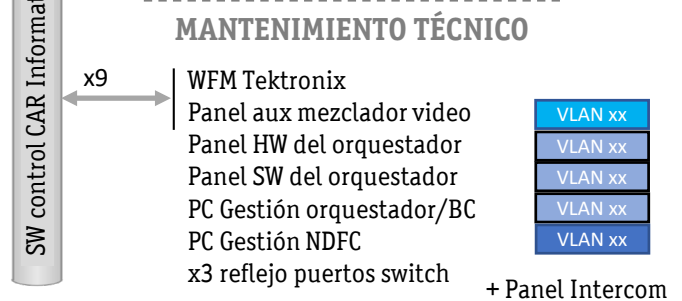 MANTENIMIENTO TÉCNICO
SW control CAR Informat
x9
WFM Tektronix
Panel aux mezclador video
VLAN xx
Panel HW del orquestador
VLAN xx
Panel SW del orquestador
VLAN xx
PC Gestión orquestador/BC
VLAN xx
PC Gestión NDFC
VLAN xx
x3 reflejo puertos switch
+ Panel Intercom